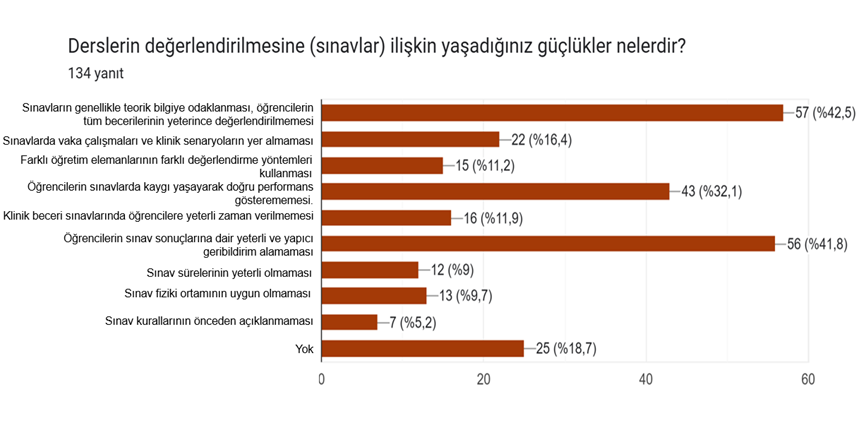 Derslerin değerlendirilmesine (sınavlar) ilişkin yaşadığınız güçlükler nelerdir?
134 yanıt
Sınavların genellikle teorik bilgiye odaklanması, öğrencilerin
tüm becerilerinin yeterince değerlendirilmemesi
57 (%42,5)
Sınavlarda vaka çalışmaları ve klinik senaryoların yer almaması
22 (%16,4)
Farklı öğretim elemanlarının farklı değerlendirme yöntemleri
kullanması
15 (%11,2)
Öğrencilerin sınavlarda kaygı yaşayarak doğru performans
gösterememesi.
43 (%32,1)
Klinik beceri sınavlarında öğrencilere yeterli zaman verilmemesi
16 (%11,9)
Öğrencilerin sınav sonuçlarına dair yeterli ve yapıcı
geribildirim alamaması
56 (%41,8)
Sınav sürelerinin yeterli olmaması
12 (%9)
Sınav fiziki ortamının uygun olmaması
13 (%9,7)
Sınav kurallarının önceden açıklanmaması
7 (%5,2)
Yok
25 (%18,7)
0 20 40 60